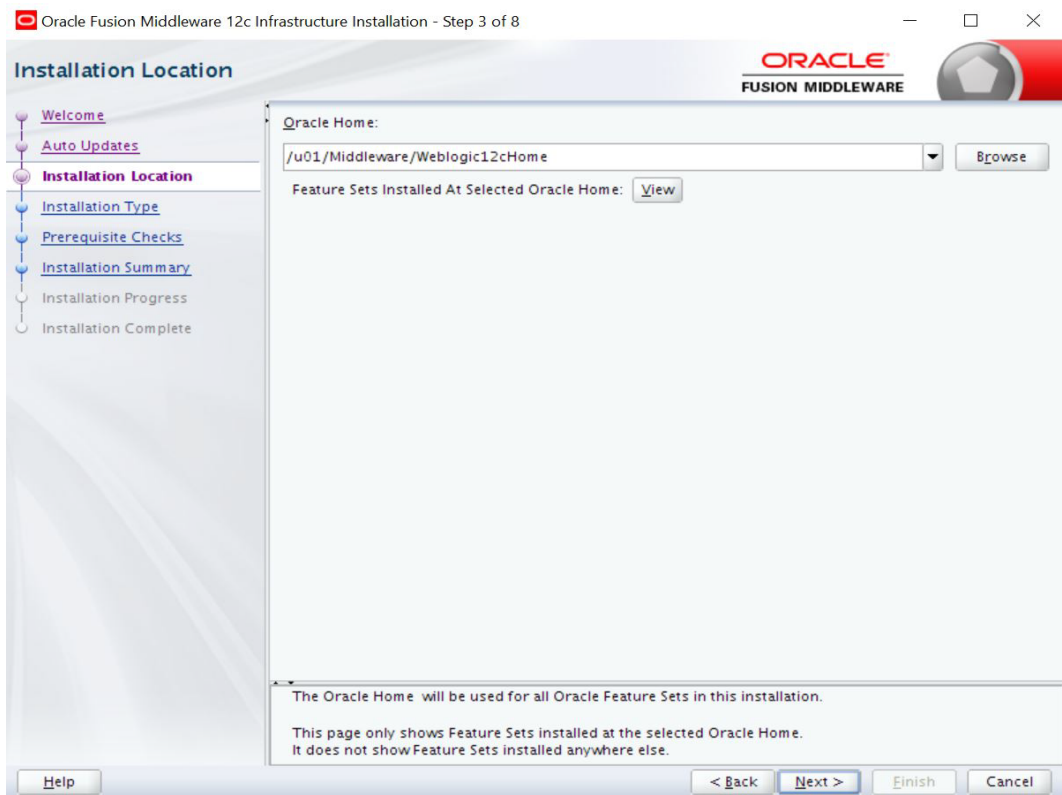 Oracle Fusion Middleware 12c Infrastructure Installation - Step 3 of 8
Installation Location
ORACLE
FUSION MIDDLEWARE
Welcome
Auto Updates
Installation Location
Installation Type
Prerequisite Checks
Installation Summary
Installation Progress
Installation Complete
Oracle Home:
/u01/Middleware/Weblogic12cHome
Browse
Feature Sets Installed At Selected Oracle Home: View
The Oracle Home will be used for all Oracle Feature Sets in this installation.
This page only shows Feature Sets installed at the selected Oracle Home.
It does not show Feature Sets installed anywhere else.
Help
< Back Next > Finish Cancel